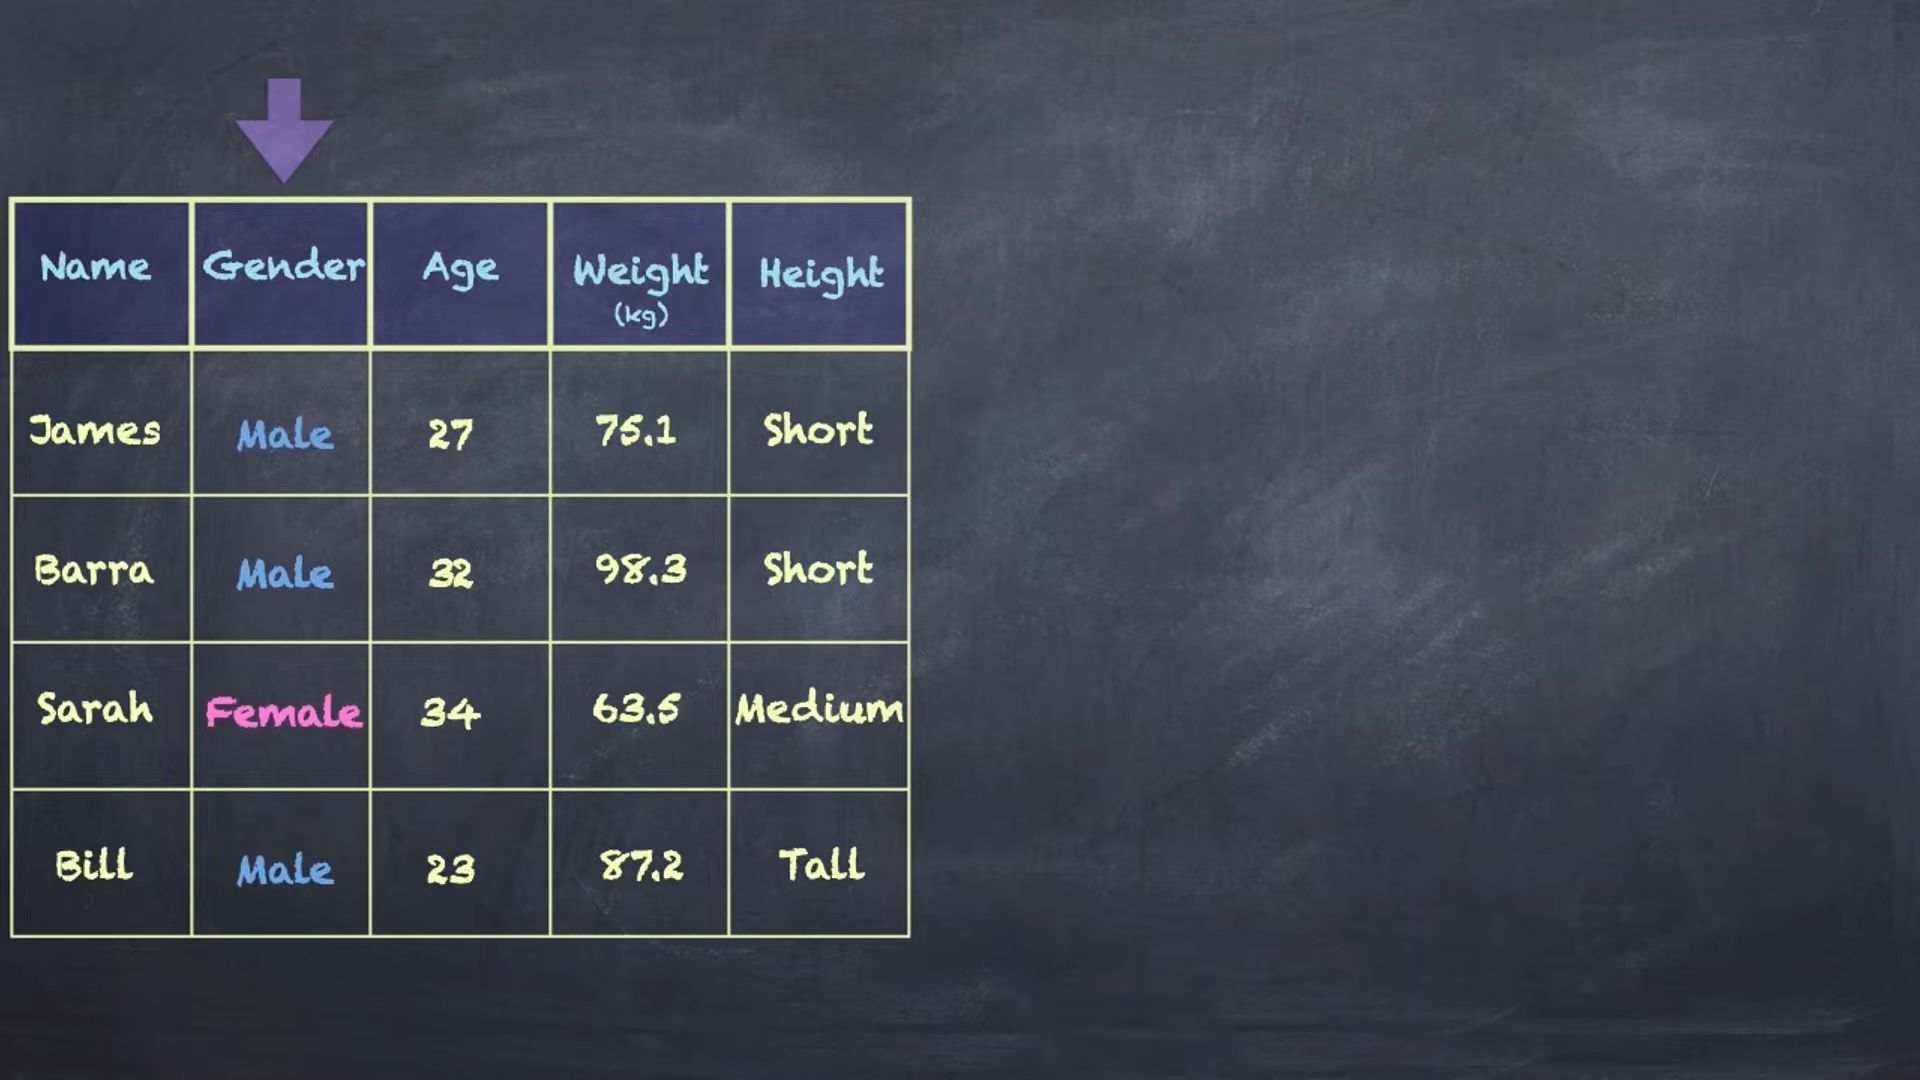 Name Gender Age Weight Height
(kg)
James Male 27 75.1 Short
Barra Male 32 98.3 Short
Sarah Female 34 63.5 Medium
Bill Male 23 87.2 Tall